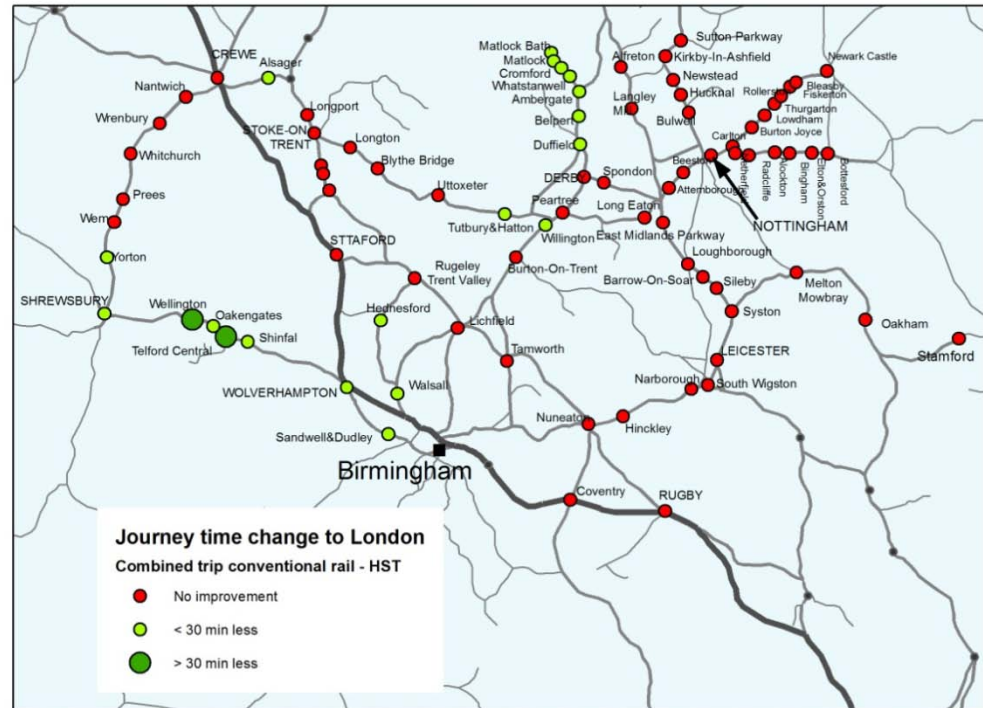 Sutton Parkway
Matlock Bath
Alfreton
Kirkby-In-Ashfield
Newark Castle
CREWE
Alsager
Matlock
Cromford
Newstead
Bleasby
Nantwich
Whatstanwell
Hucknal
Rollerston
Fiskerton
Longport
Ambergate
Langley
Mill
Thurgarton
Wrenbury
STOKE-ON
TRENT
Belpert
Bulwell
Lowdham
Burton Joyce
Longton
Duffield
Carlton
Whitchurch
Blythe Bridge
Beeston
DERBY
Spondon
Netherfield
Radcliffe
Alockton
Bingham
Elton&Orston
Bottesford
Prees
Uttoxeter
Peartree
Attemborough
Long Eaton
Wem
Tutbury&Hatton
Willington
East Midlands Parkway
NOTTINGHAM
STTAFORD
Loughborough
Yorton
Rugeley
Trent Valley
Burton-On-Trent
Barrow-On-Soar
Sileby
Melton
Mowbray
SHREWSBURY
Wellington
Hednesford
Syston
Oakengates
Lichfield
Oakham
Telford Central
Shinfal
Tamworth
LEICESTER
Stamford
WOLVERHAMPTON
Walsall
Narborough
South Wigston
Nuneaton
Hinckley
Sandwell&Dudley
Birmingham
Coventry
RUGBY
Journey time change to London
Combined trip conventional rail - HST
No improvement
< 30 min less
> 30 min less